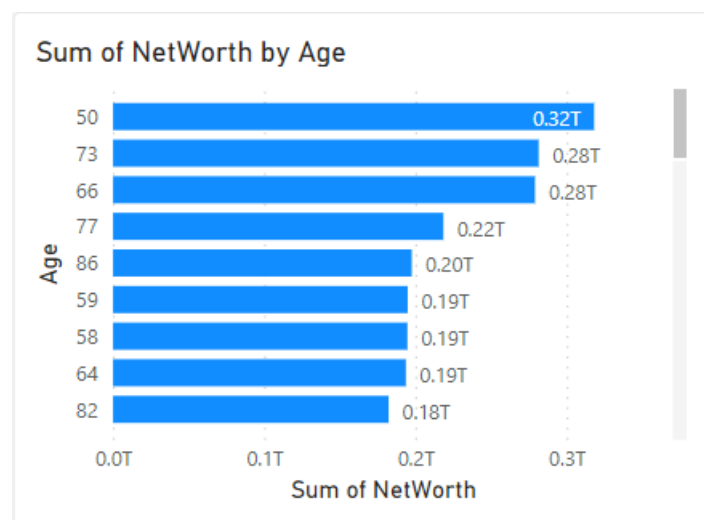 Sum of NetWorth by Age
50 0.32T
73 0.28T
66 0.28T
77 0.22T
86 0.20T
59 0.19T
58 0.19T
64 0.19T
82 0.18T
Age
0.0T 0.1T 0.2T 0.3T
Sum of NetWorth